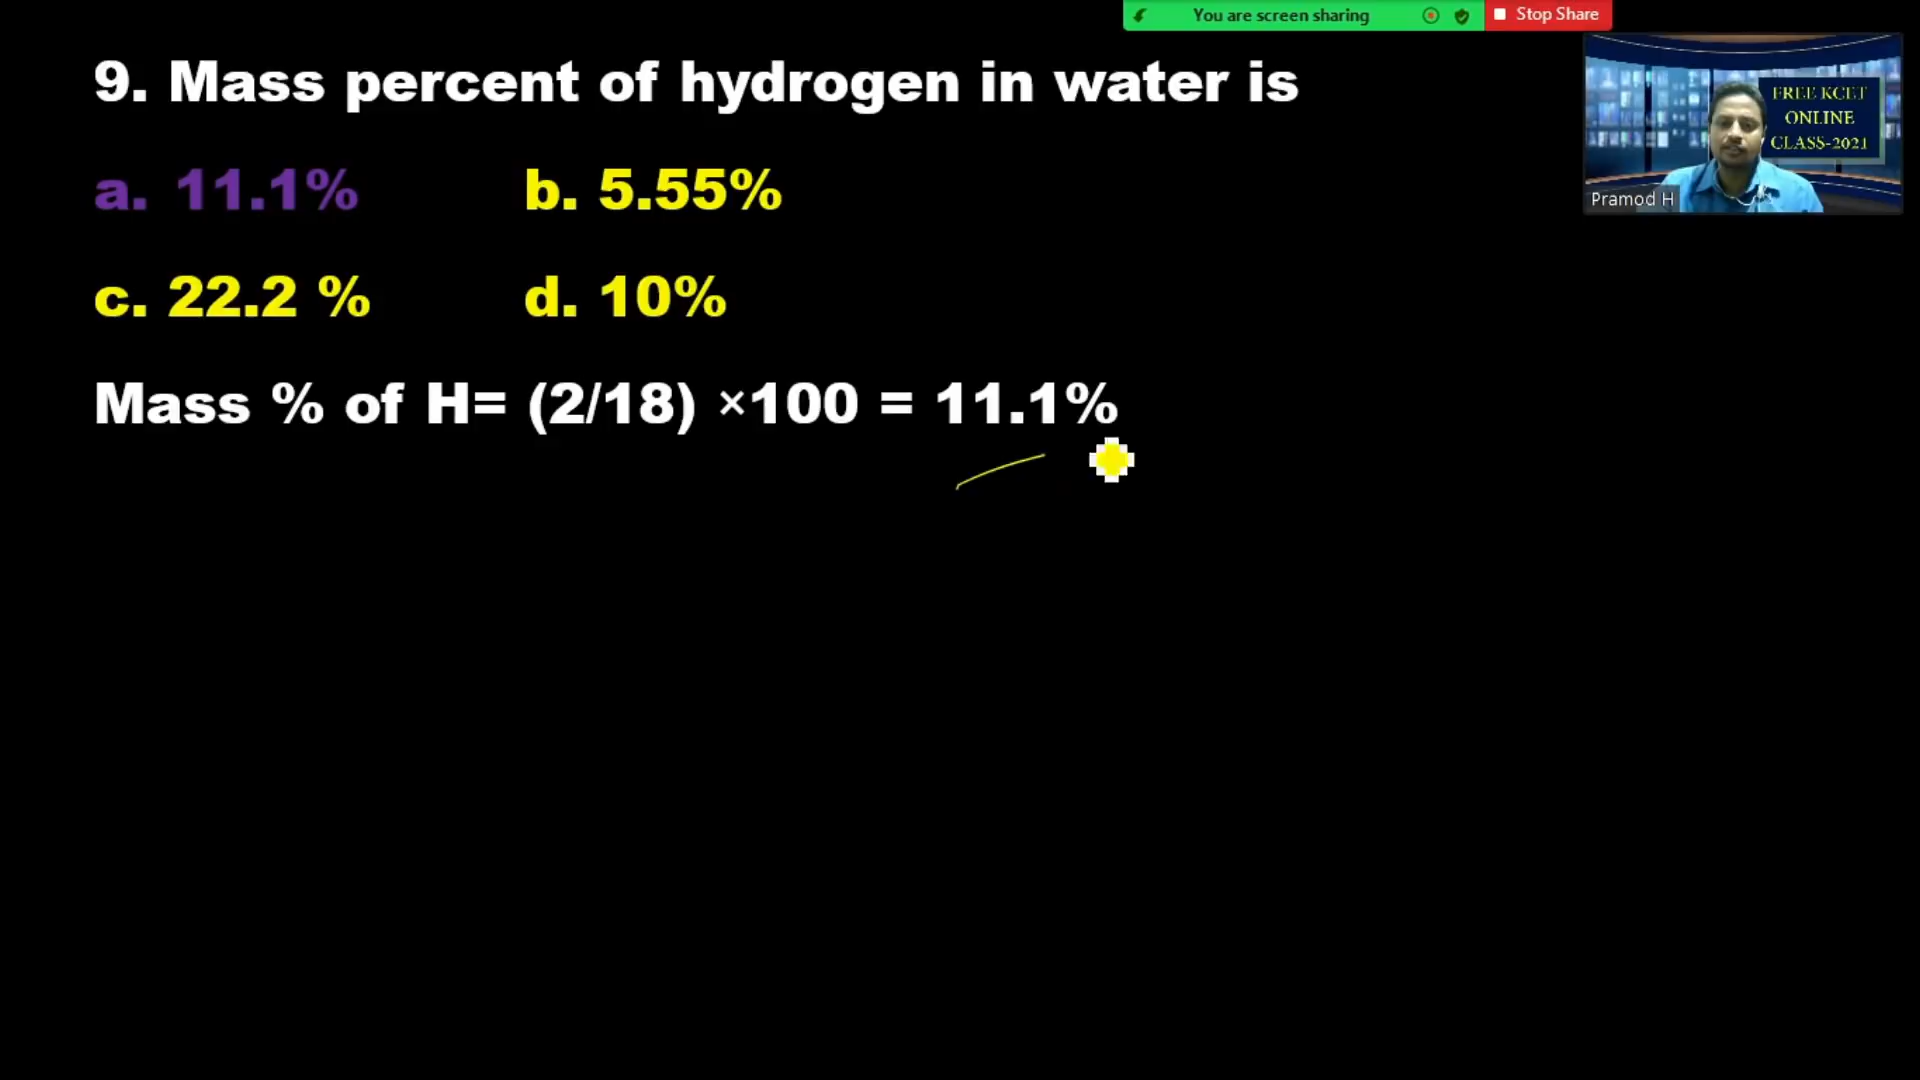 You are screen sharing
Stop Share
9. Mass percent of hydrogen in water is
a. 11.1% b. 5.55%
c. 22.2 % d. 10%
Mass % of H= (2/18) ×100 = 11.1%
FREE KCET
ONLINE
CLASS-2021
Pramod H